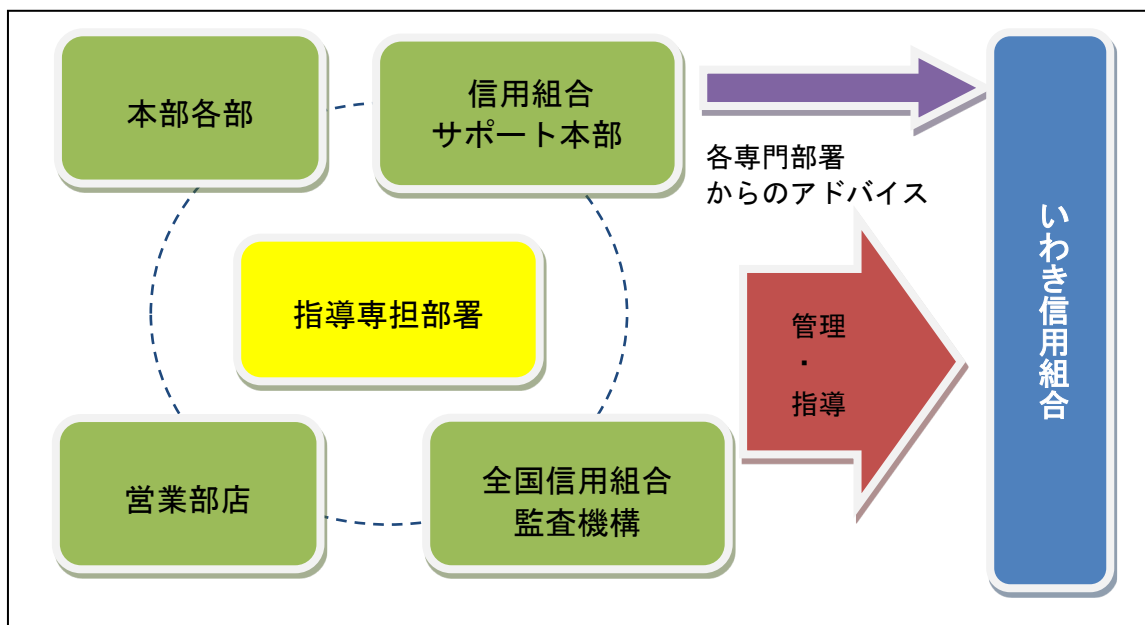 本部各部
信用組合
サポート本部
各専門部署
からのアドバイス
指導専担部署
管理
・
指導
営業部店
全国信用組合
監査機構
いわき信用組合